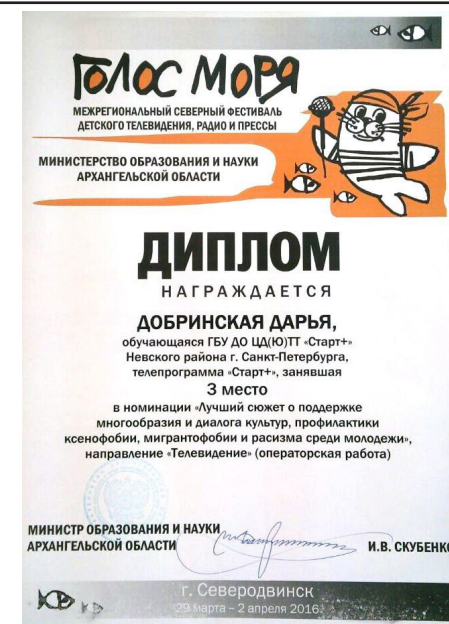 ГОЛОС МОРЯ
МЕЖРЕГИОНАЛЬНЫЙ СЕВЕРНЫЙ ФЕСТИВАЛЬ
ДЕТСКОГО ТЕЛЕВИДЕНИЯ, РАДИО И ПРЕССЫ
МИНИСТЕРСТВО ОБРАЗОВАНИЯ И НАУКИ
АРХАНГЕЛЬСКОЙ ОБЛАСТИ
ДИПЛОМ
НАГРАЖДАЕТСЯ
ДОБРИНСКАЯ ДАРЬЯ,
обучающаяся ГБУ ДО ЦД(Ю)ТТ «Старт+»
Невского района г. Санкт-Петербурга,
телепрограмма «Старт+», занявшая
3 место
в номинации «Лучший сюжет о поддержке
многообразия и диалога культур, профилактики
ксенофобии, мигрантофобии и расизма среди молодежи»,
направление «Телевидение» (операторская работа)
МИНИСТР ОБРАЗОВАНИЯ И НАУКИ
АРХАНГЕЛЬСКОЙ ОБЛАСТИ
И.В. СКУБЕНКО
г. Северодвинск
29 марта – 2 апреля 2016